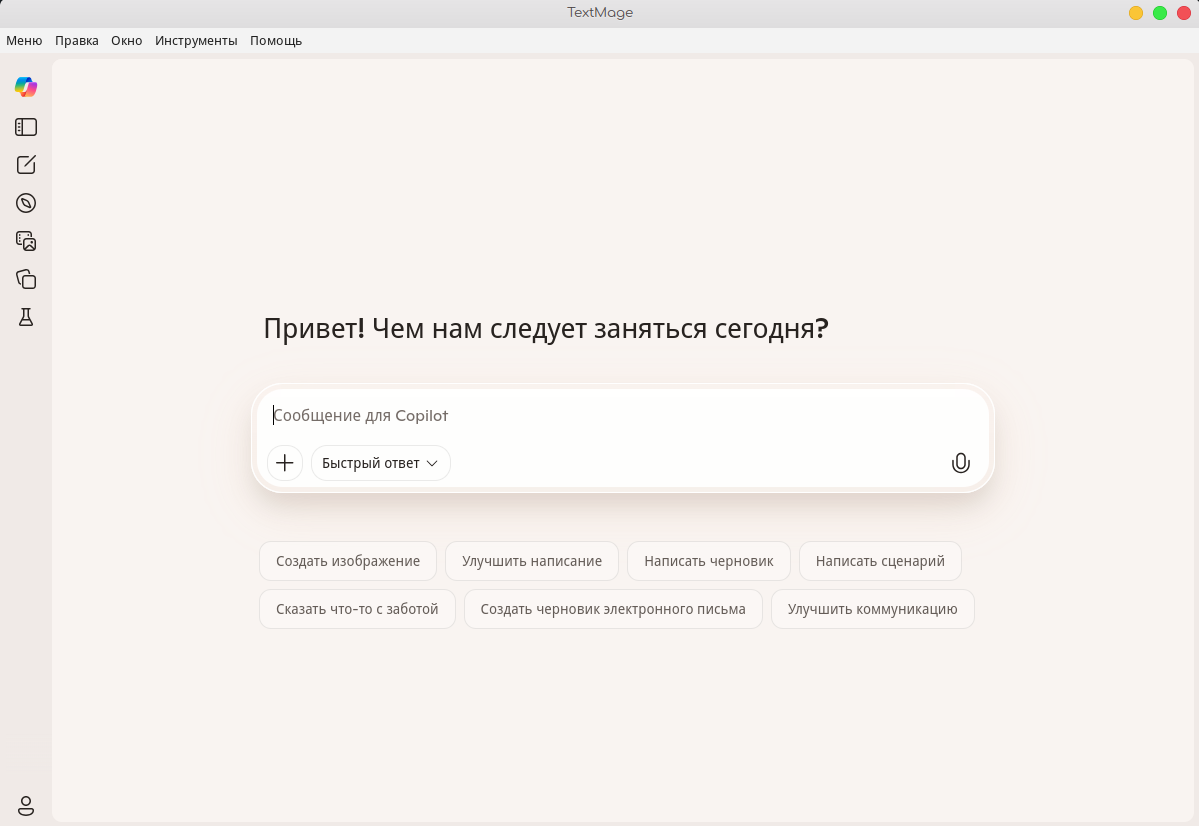 TextMage
Меню Правка Окно Инструменты Помощь
Привет! Чем нам следует заняться сегодня?
Сообщение для Copilot
Быстрый ответ
Создать изображение Улучшить написание Написать черновик Написать сценарий
Сказать что-то с заботой Создать черновик электронного письма Улучшить коммуникацию